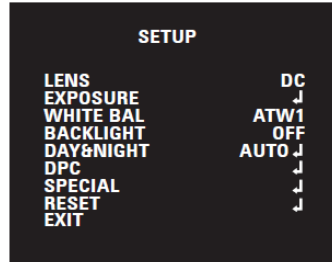 SETUP
LENS DC
EXPOSURE ↲
WHITE BAL ATW1
BACKLIGHT OFF
DAY&NIGHT AUTO ↲
DPC ↲
SPECIAL ↲
RESET ↲
EXIT